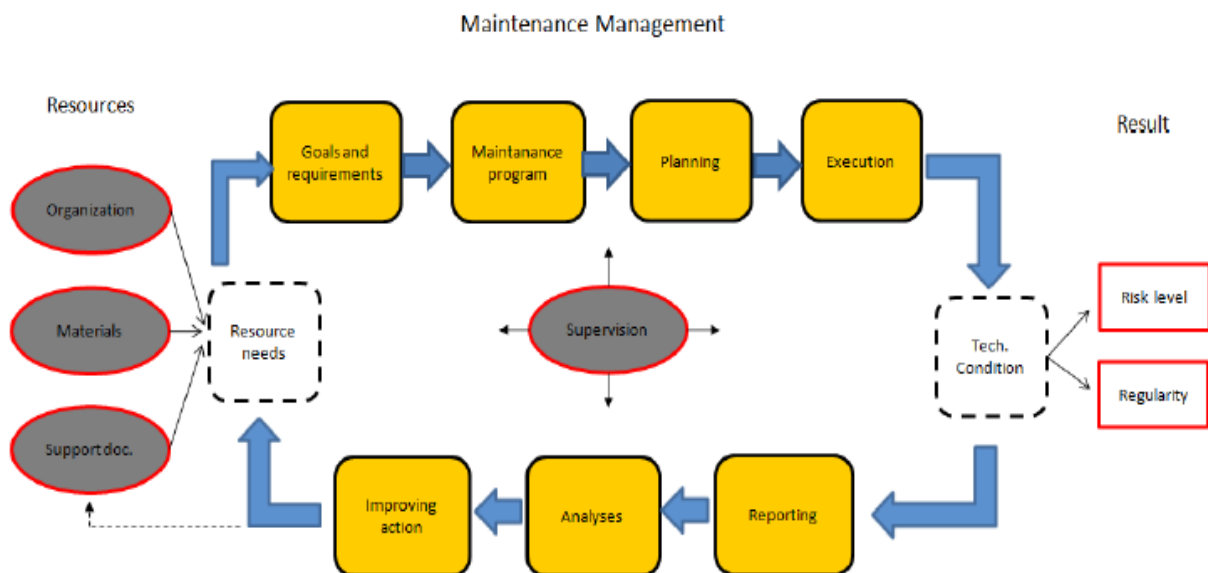 Maintenance Management
Resources
Result
Goals and
requirements
Maintanance
program
Planning
Execution
Organization
Materials
Support doc.
Resource
needs
Supervision
Tech.
Condition
Risk level
Regularity
Improving
action
Analyses
Reporting